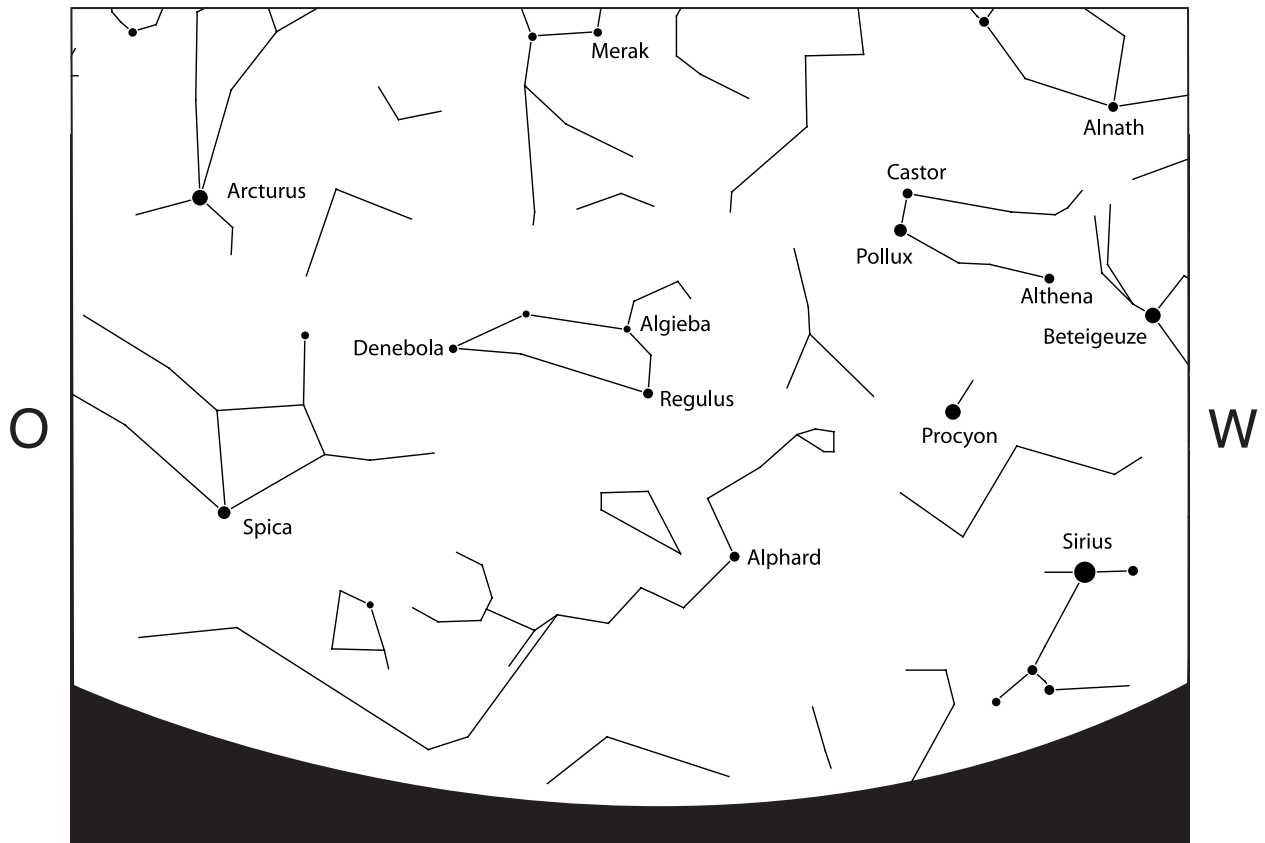 Merak
Alnath
Castor
Arcturus
Pollux
Althena
Algieba
Beteigeuze
Denebola
Regulus
O
W
Procyon
Spica
Sirius
Alphard